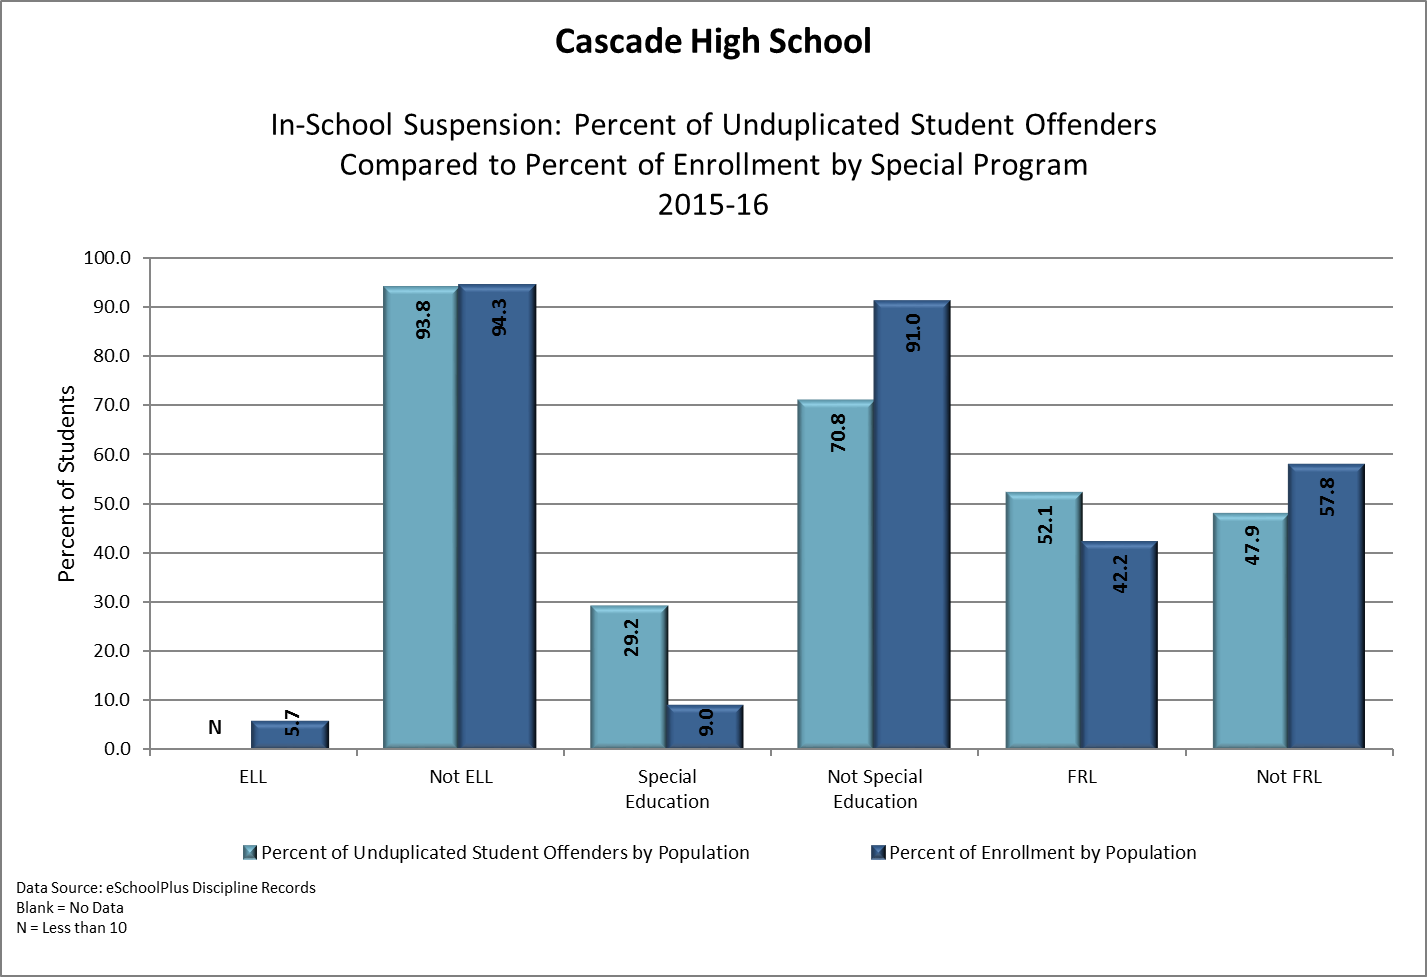 Cascade High School
In-School Suspension: Percent of Unduplicated Student Offenders
Compared to Percent of Enrollment by Special Program
2015-16
Percent of Students
100.0
90.0
80.0
70.0
60.0
50.0
40.0
30.0
20.0
10.0
0.0
N
5.7
93.8
94.3
29.2
9.0
70.8
91.0
52.1
42.2
47.9
57.8
ELL
Not ELL
Special
Education
Not Special
Education
FRL
Not FRL
Percent of Unduplicated Student Offenders by Population
Percent of Enrollment by Population
Data Source: eSchoolPlus Discipline Records
Blank = No Data
N = Less than 10